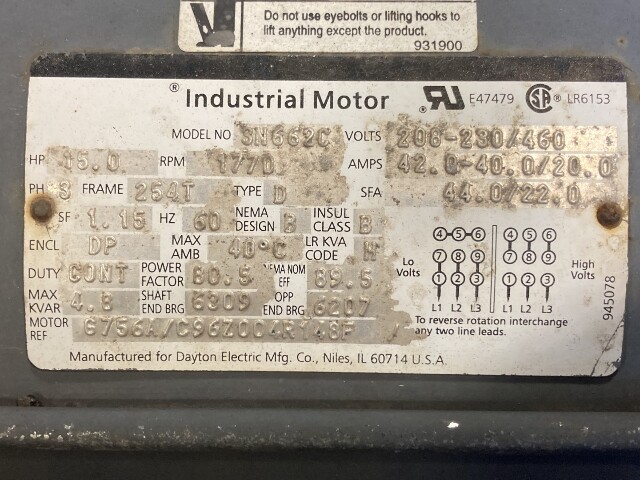 Do not use eyebolts or lifting hooks to
lift anything except the product.
931900
® Industrial Motor
E47479 ® LR6153
MODEL NO 3N662C VOLTS 208-230/460
HP 15.0 RPM 1770 AMPS 42.0-40.0/20.0
PH 3 FRAME 254T TYPE D SFA 44.0/22.0
SF 1.15 HZ 60 NEMA DESIGN B INSUL CLASS B
ENCL DP MAX AMB 40°C LR KVA CODE H
DUTY CONT POWER FACTOR 80.5 NEMA NOM EFF 89.5
MAX KVAR 4.8 SHAFT END BRG 6309 OPP END BRG 6207
MOTOR REF 6756A/C96Z004R 48F
Lo Volts
4 5 6
7 8 9
1 2 3
L1 L2 L3
4 5 6
7 8 9
1 2 3
L1 L2 L3
High Volts
To reverse rotation interchange
any two line leads.
945078
Manufactured for Dayton Electric Mfg. Co., Niles, IL 60714 U.S.A.